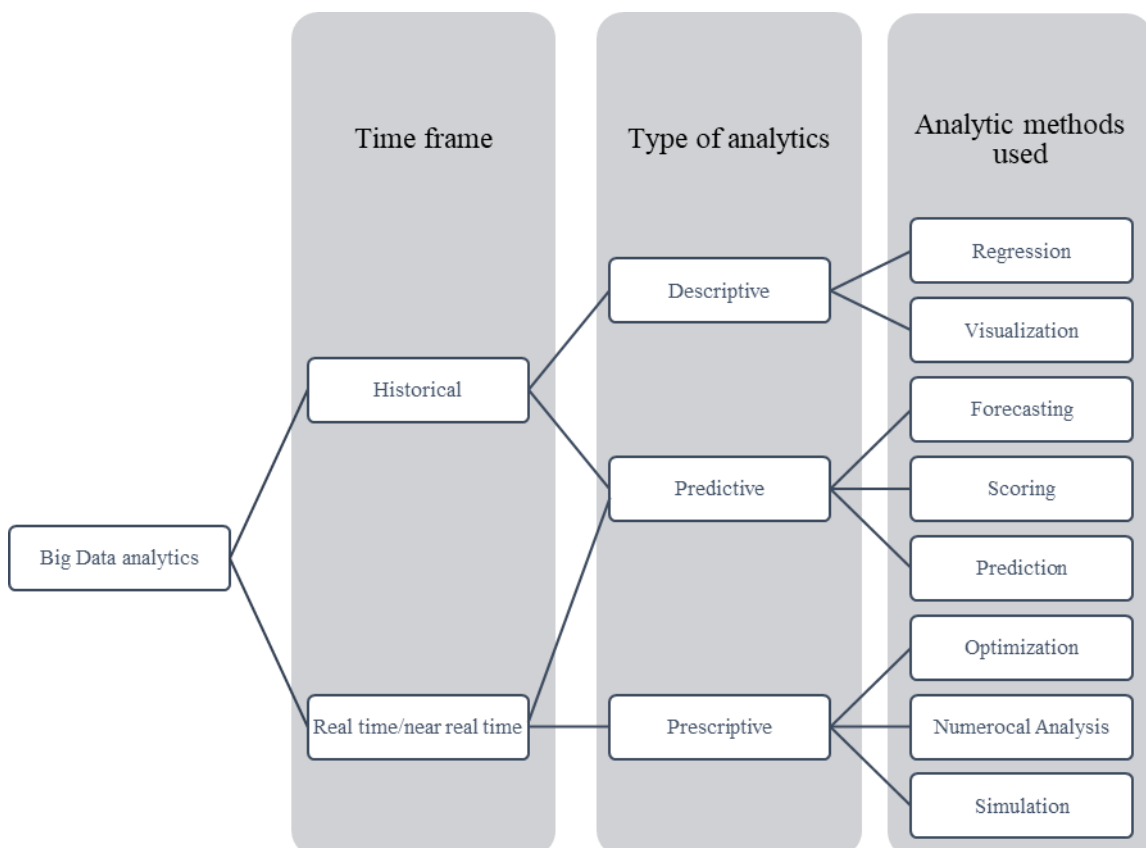 Time frame
Type of analytics
Analytic methods
used
Regression
Descriptive
Visualization
Historical
Forecasting
Predictive
Scoring
Big Data analytics
Prediction
Optimization
Real time/near real time
Prescriptive
Numerocal Analysis
Simulation